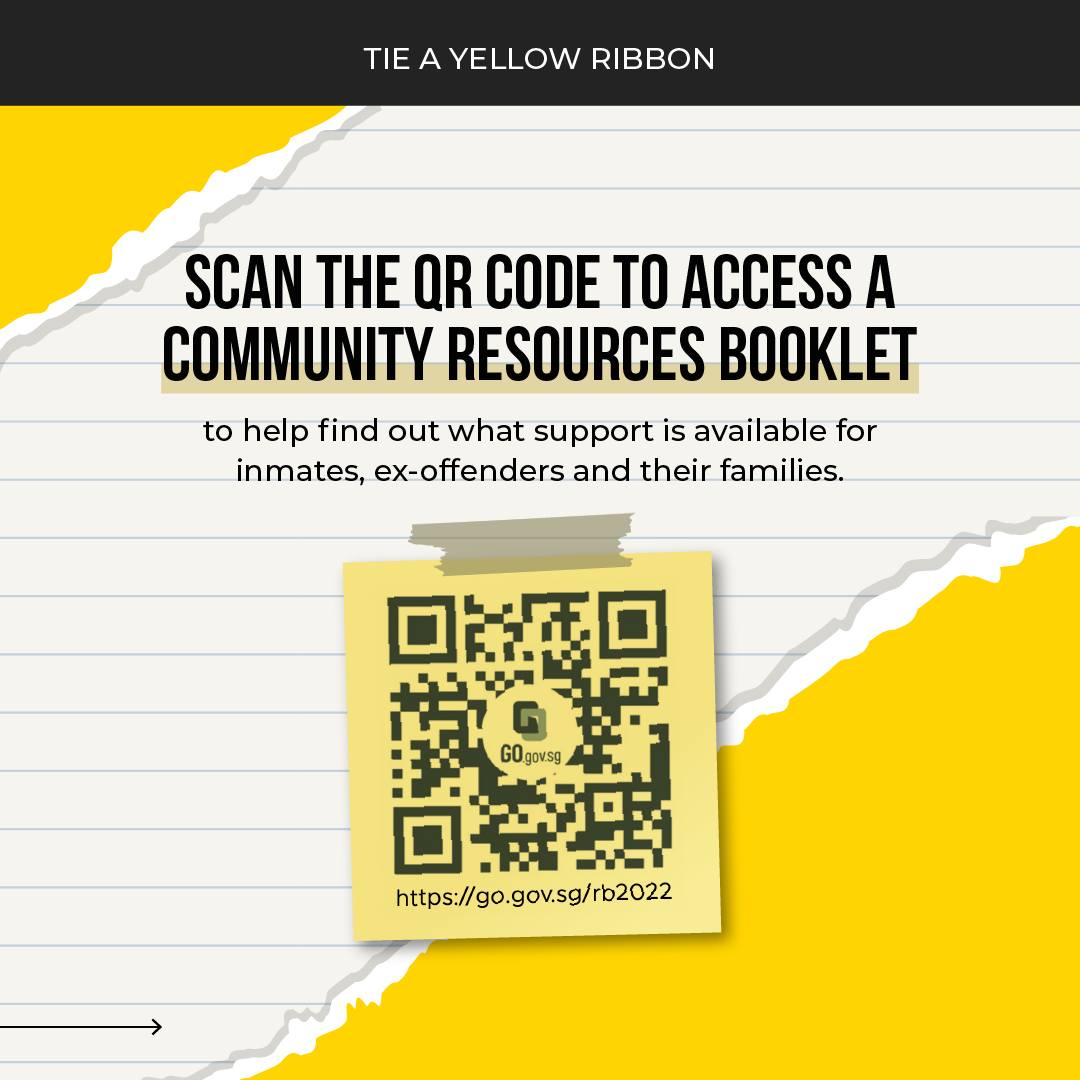 TIE A YELLOW RIBBON
SCAN THE QR CODE TO ACCESS A
COMMUNITY RESOURCES BOOKLET
to help find out what support is available for
inmates, ex-offenders and their families.
GO.gov.sg
https://go.gov.sg/rb2022